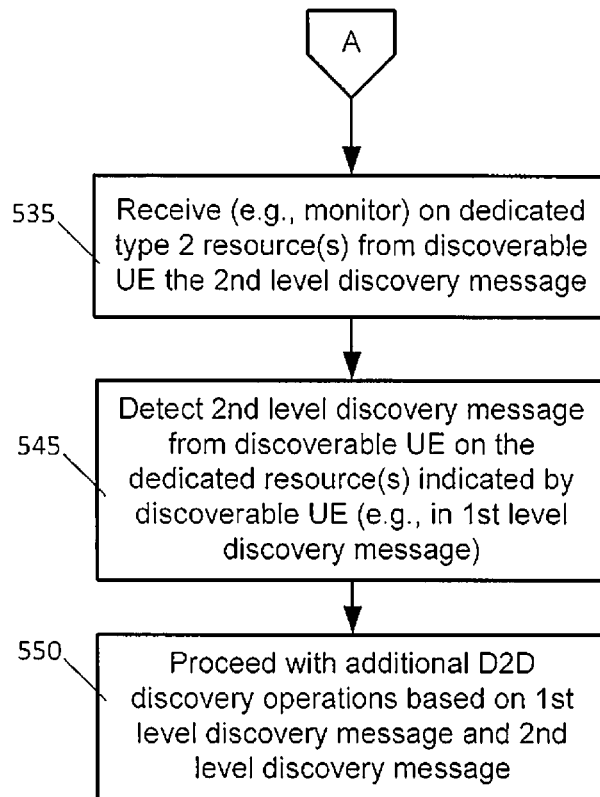 A
535
Receive (e.g., monitor) on dedicated
type 2 resource(s) from discoverable
UE the 2nd level discovery message
545
Detect 2nd level discovery message
from discoverable UE on the
dedicated resource(s) indicated by
discoverable UE (e.g., in 1st level
discovery message)
550
Proceed with additional D2D
discovery operations based on 1st
level discovery message and 2nd
level discovery message